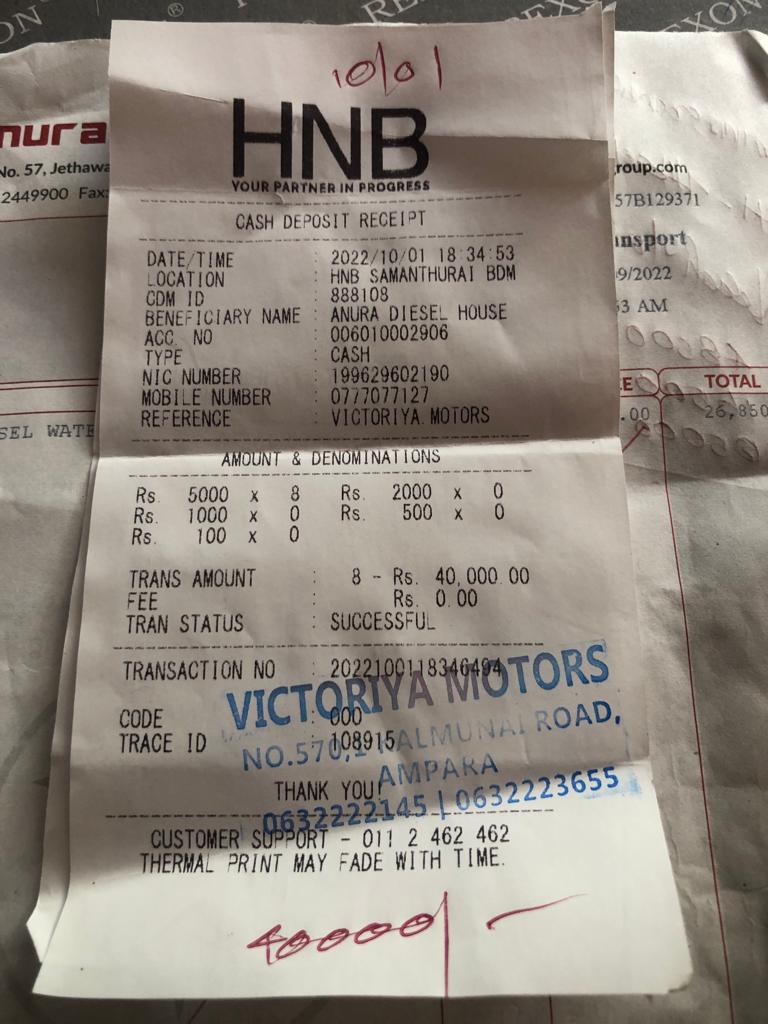 10/01
HNB
YOUR PARTNER IN PROGRESS
CASH DEPOSIT RECEIPT
DATE/TIME : 2022/10/01 18:34:53
LOCATION : HNB SAMANTHURAI BDM
CDM ID : 888108
BENEFICIARY NAME : ANURA DIESEL HOUSE
ACC. NO : 006010002906
TYPE : CASH
NIC NUMBER : 199629602190
MOBILE NUMBER : 0777077127
REFERENCE : VICTORIYA MOTORS
AMOUNT & DENOMINATIONS
Rs. 5000 x 8 Rs. 2000 x 0
Rs. 1000 x 0 Rs. 500 x 0
Rs. 100 x 0
TRANS AMOUNT : 8 - Rs. 40,000.00
FEE : Rs. 0.00
TRAN STATUS : SUCCESSFUL
TRANSACTION NO : 2022100118346494
CODE : 000
TRACE ID : 108915
THANK YOU!
CUSTOMER SUPPORT - 011 2 462 462
THERMAL PRINT MAY FADE WITH TIME.
VICTORIYA MOTORS
ROAD,
AMPARA
0632222145 | 0632223655
40000/-
nura
No. 57, Jethawa
2449900 Fax:
roup.com
57B129371
ansport
9/2022
3 AM
E TOTAL
.00 26,850
SEL WATE